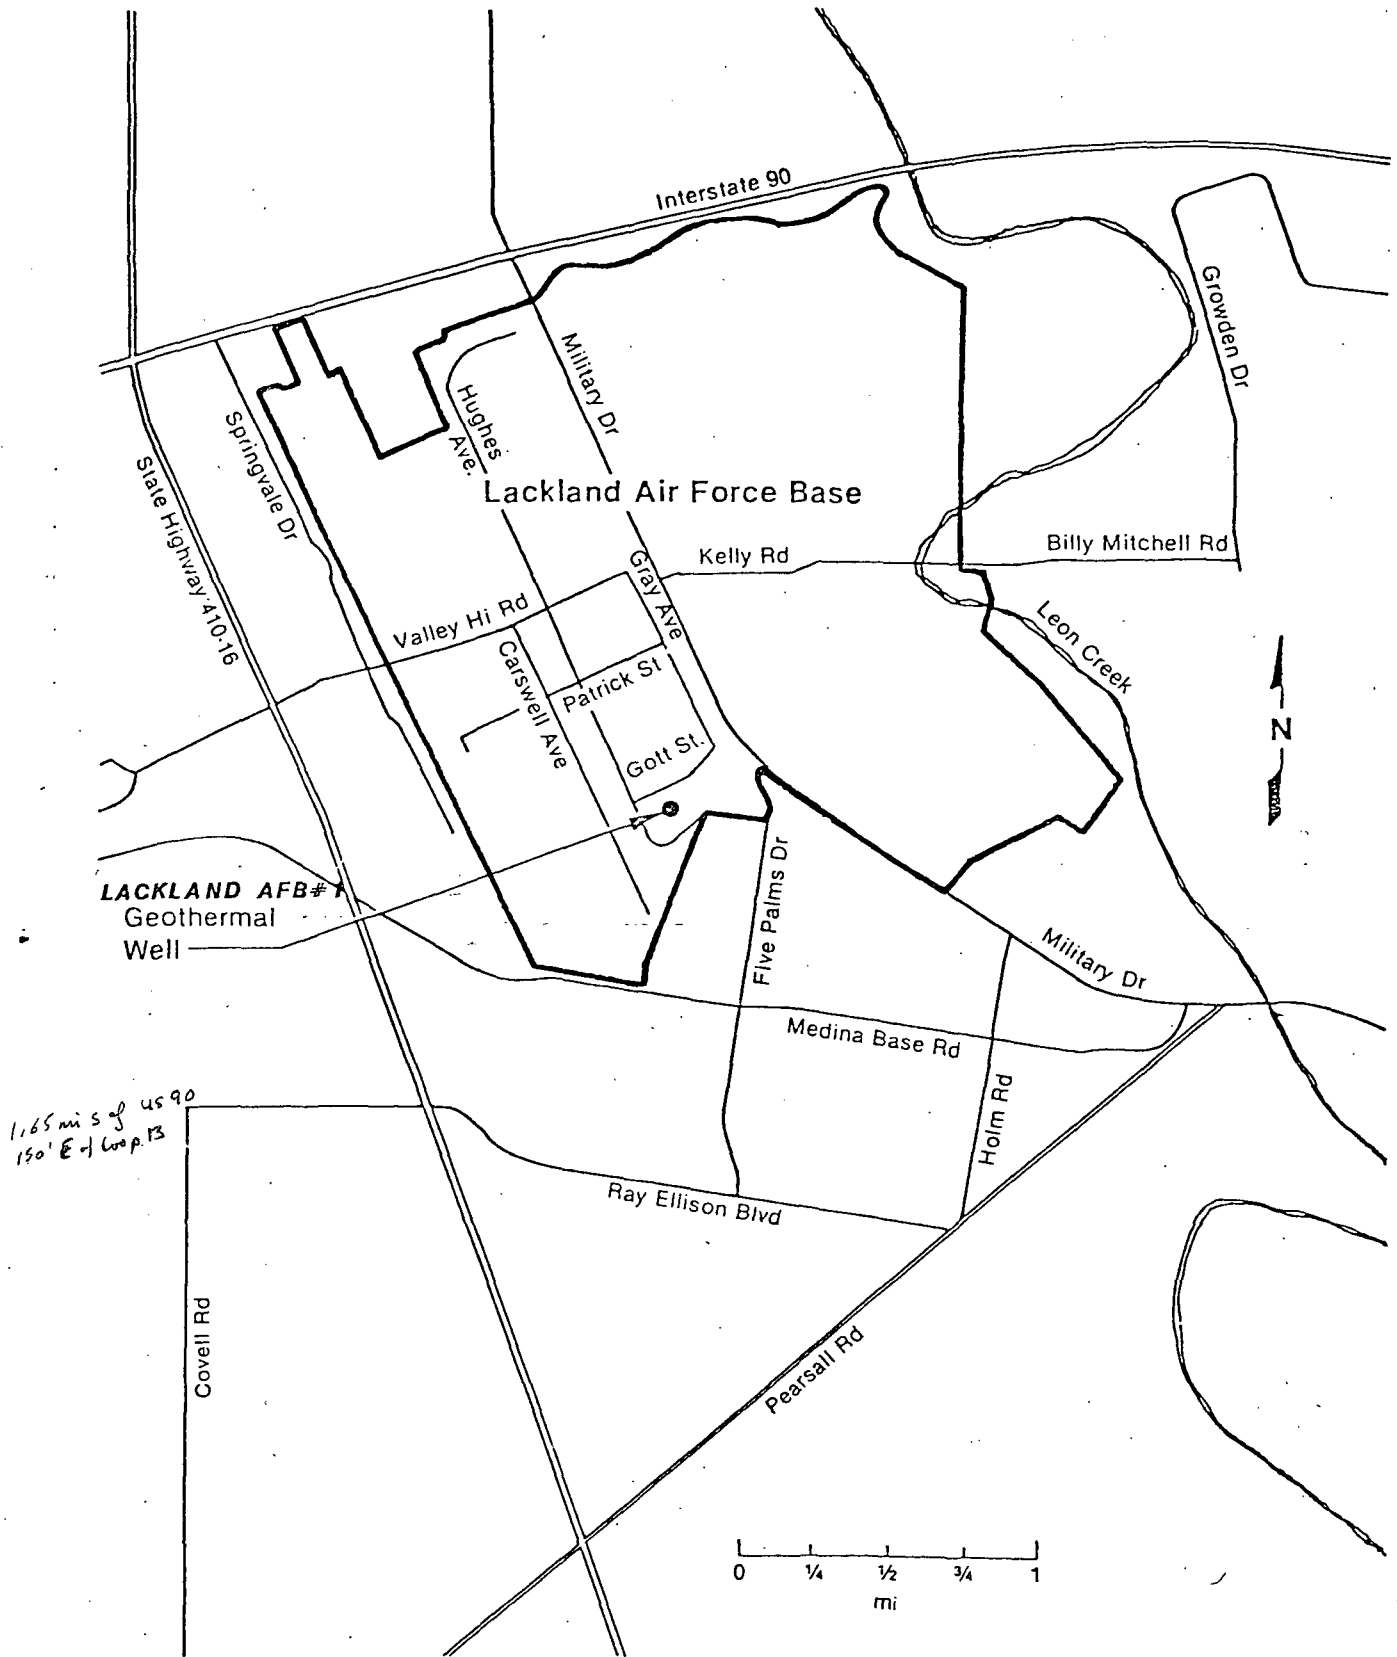 Interstate 90
Growden Dr
Military Dr
Hughes
Ave.
Springvale Dr
State Highway 410-16
Lackland Air Force Base
Kelly Rd
Billy Mitchell Rd
Gray Ave
Valley Hi Rd
Leon Creek
Carswell Ave
Patrick St
N
Gott St.
LACKLAND AFB#1
Geothermal
Well
Five Palms Dr
Military Dr
Medina Base Rd
1.65 mi S of US 90
150' E of Loop 13
Holm Rd
Ray Ellison Blvd
Covell Rd
Pearsall Rd
0 1/4 1/2 3/4 1
mi